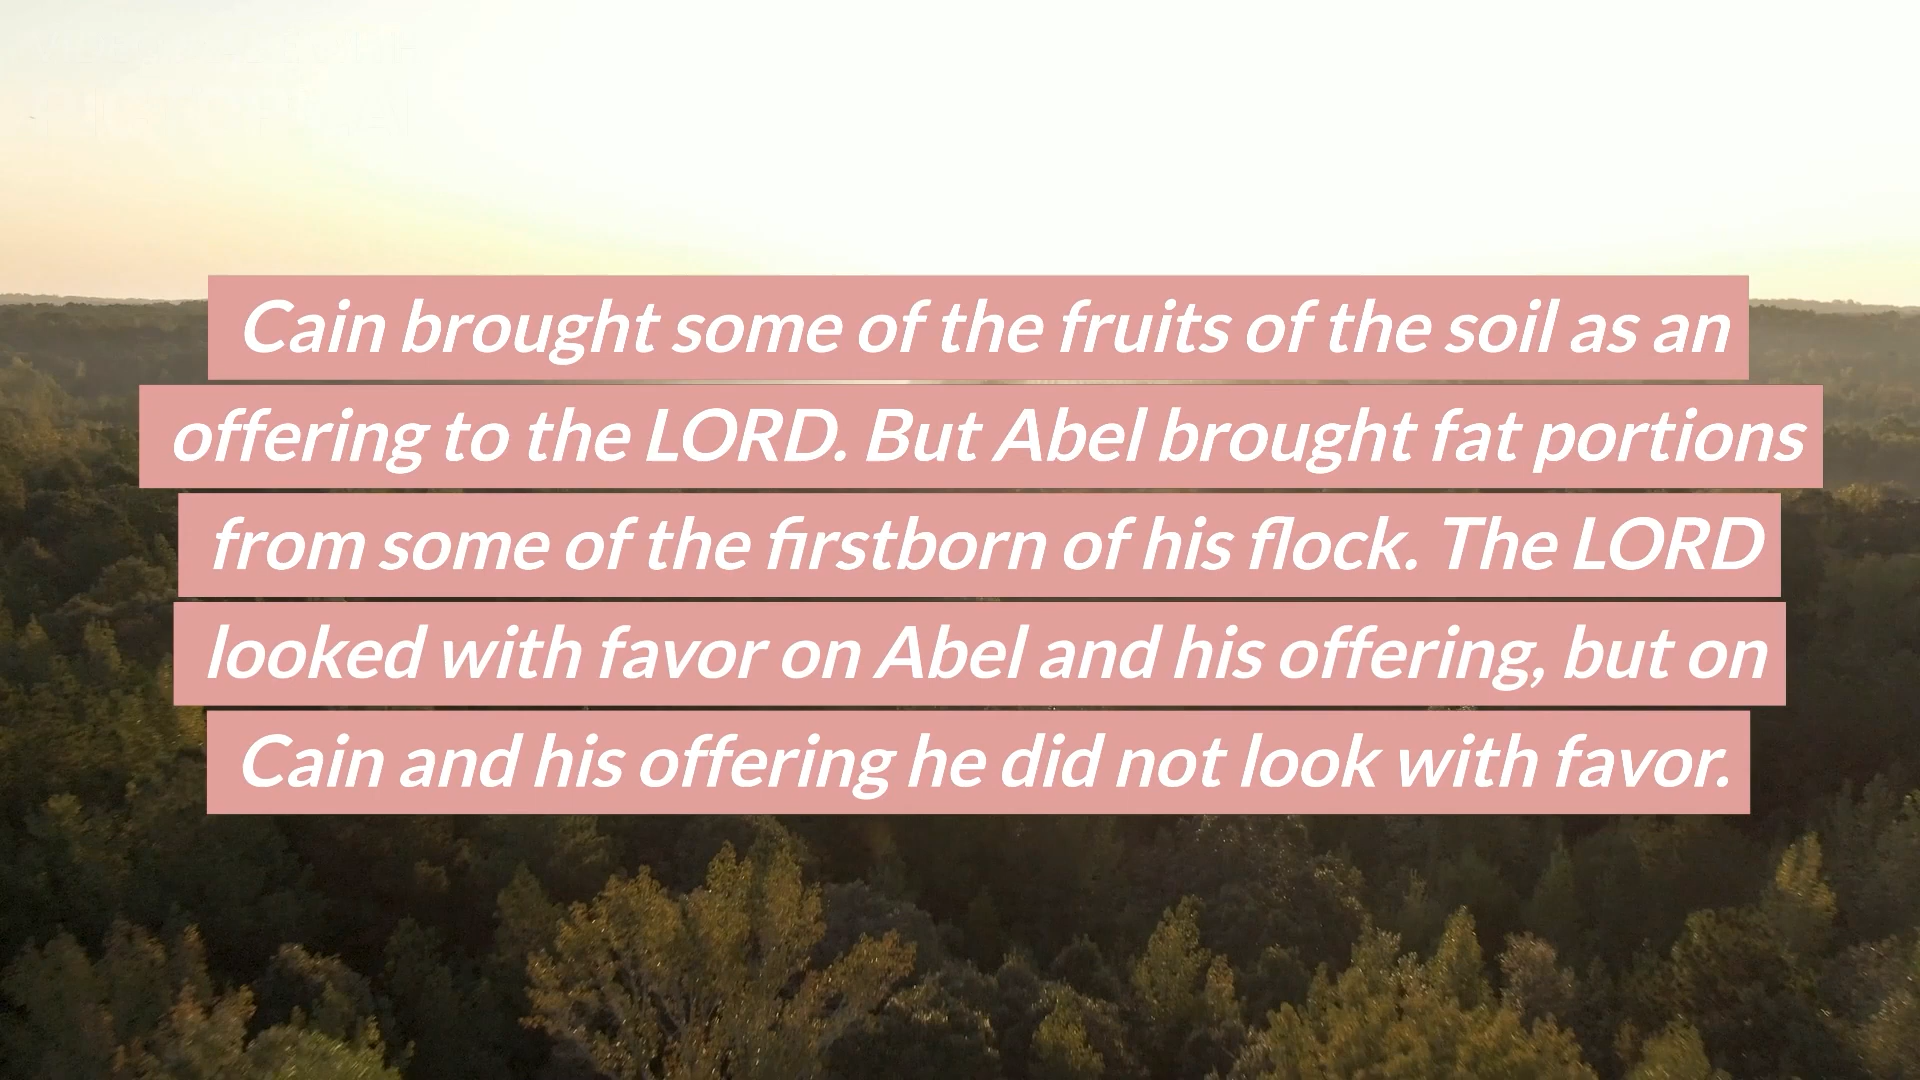 Cain brought some of the fruits of the soil as an
offering to the LORD. But Abel brought fat portions
from some of the firstborn of his flock. The LORD
looked with favor on Abel and his offering, but on
Cain and his offering he did not look with favor.